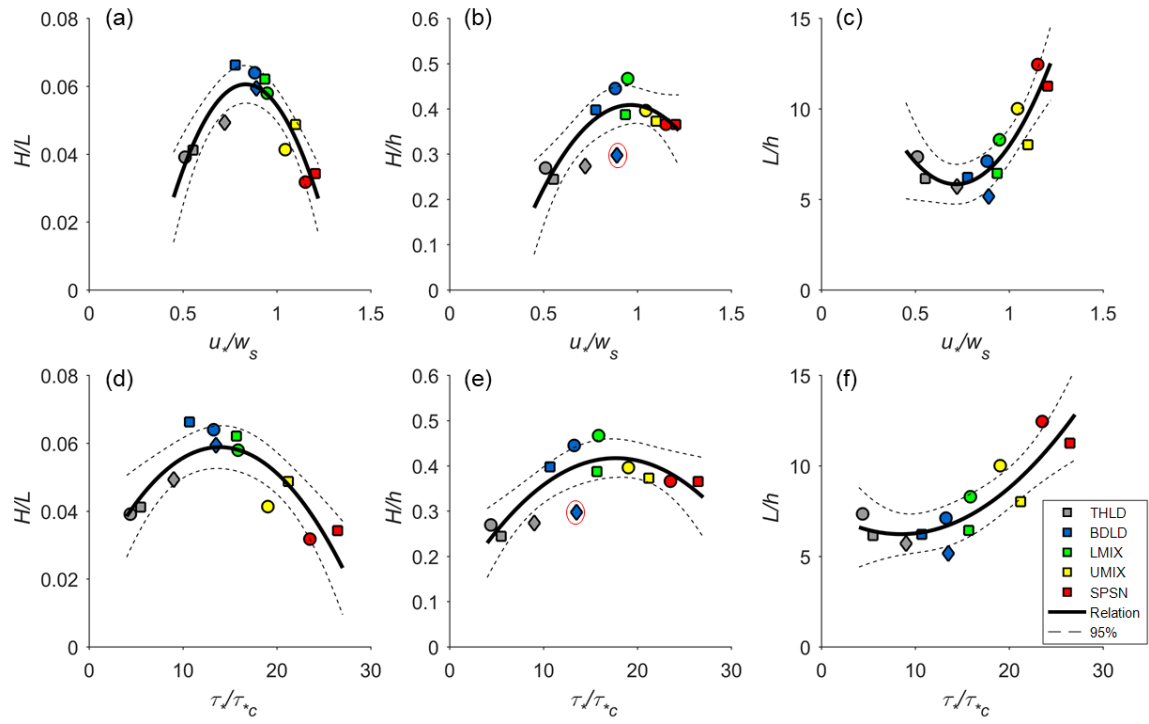 (a)
0.08
0.06
0.04
0.02
0
H/L
0 0.5 1 1.5
u*/ws
(b)
0.6
0.5
0.4
0.3
0.2
0.1
0
H/h
0 0.5 1 1.5
u*/ws
(c)
15
10
5
0
L/h
0 0.5 1 1.5
u*/ws
(d)
0.08
0.06
0.04
0.02
0
H/L
0 10 20 30
τ*/τ*c
(e)
0.6
0.5
0.4
0.3
0.2
0.1
0
H/h
0 10 20 30
τ*/τ*c
(f)
15
10
5
0
L/h
0 10 20 30
τ*/τ*c
THLD
BDLD
LMIX
UMIX
SPSN
Relation
95%